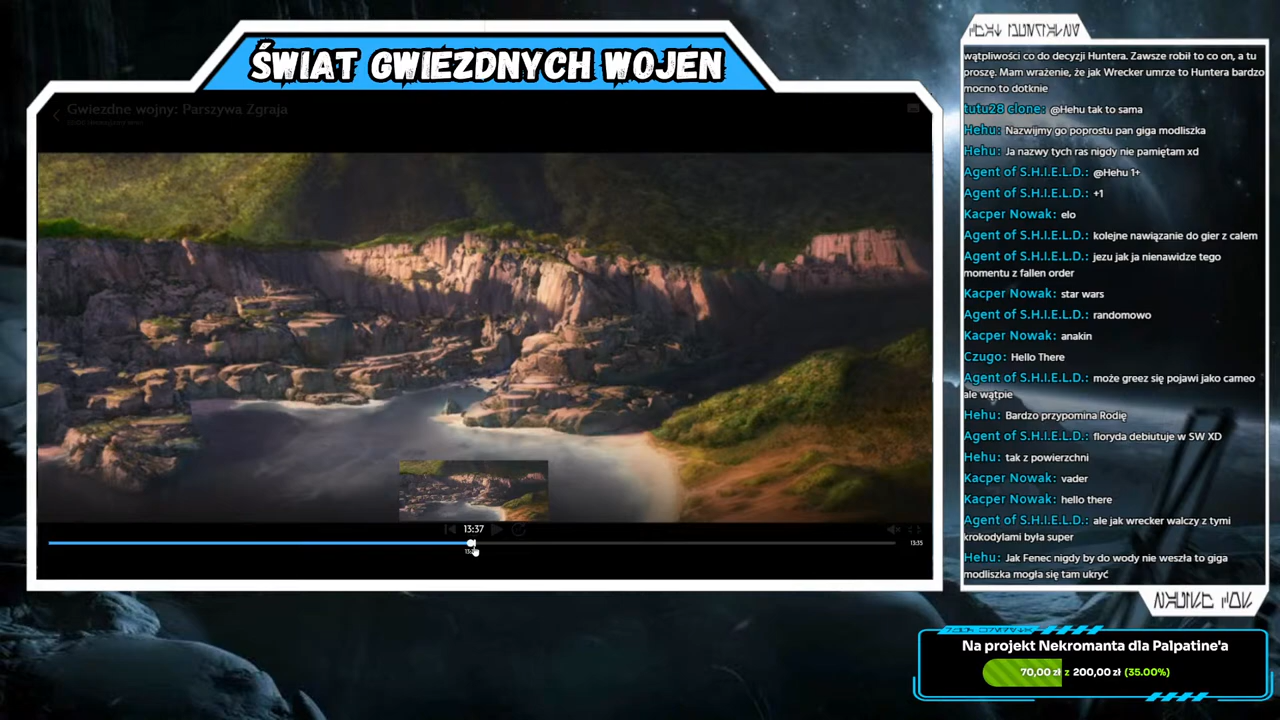 ŚWIAT GWIEZDNYCH WOJEN
Gwiezdne wojny: Parszywa Zgraja
13:37
13:35
wątpliwości co do decyzji Huntera. Zawsze robił to co on, a tu
proszę. Mam wrażenie, że jak Wrecker umrze to Huntera bardzo
mocno to dotknie
tutu28 clone: @Hehu tak to sama
Hehu: Nazwijmy go poprostu pan giga modliszka
Hehu: Ja nazwy tych ras nigdy nie pamiętam xd
Agent of S.H.I.E.L.D.: @Hehu 1+
Agent of S.H.I.E.L.D.: +1
Kacper Nowak: elo
Agent of S.H.I.E.L.D.: kolejne nawiązanie do gier z calem
Agent of S.H.I.E.L.D.: jezu jak ja nienawidze tego
momentu z fallen order
Kacper Nowak: star wars
Agent of S.H.I.E.L.D.: randomowo
Kacper Nowak: anakin
Czugo: Hello There
Agent of S.H.I.E.L.D.: może greez się pojawi jako cameo
ale wątpie
Hehu: Bardzo przypomina Rodię
Agent of S.H.I.E.L.D.: floryda debiutuje w SW XD
Hehu: tak z powierzchni
Kacper Nowak: vader
Kacper Nowak: hello there
Agent of S.H.I.E.L.D.: ale jak wrecker walczy z tymi
krokodylami była super
Hehu: Jak Fenec nigdy by do wody nie weszła to giga
modliszka mogła się tam ukryć
Na projekt Nekromanta dla Palpatine'a
70,00 zł z 200,00 zł (35.00%)